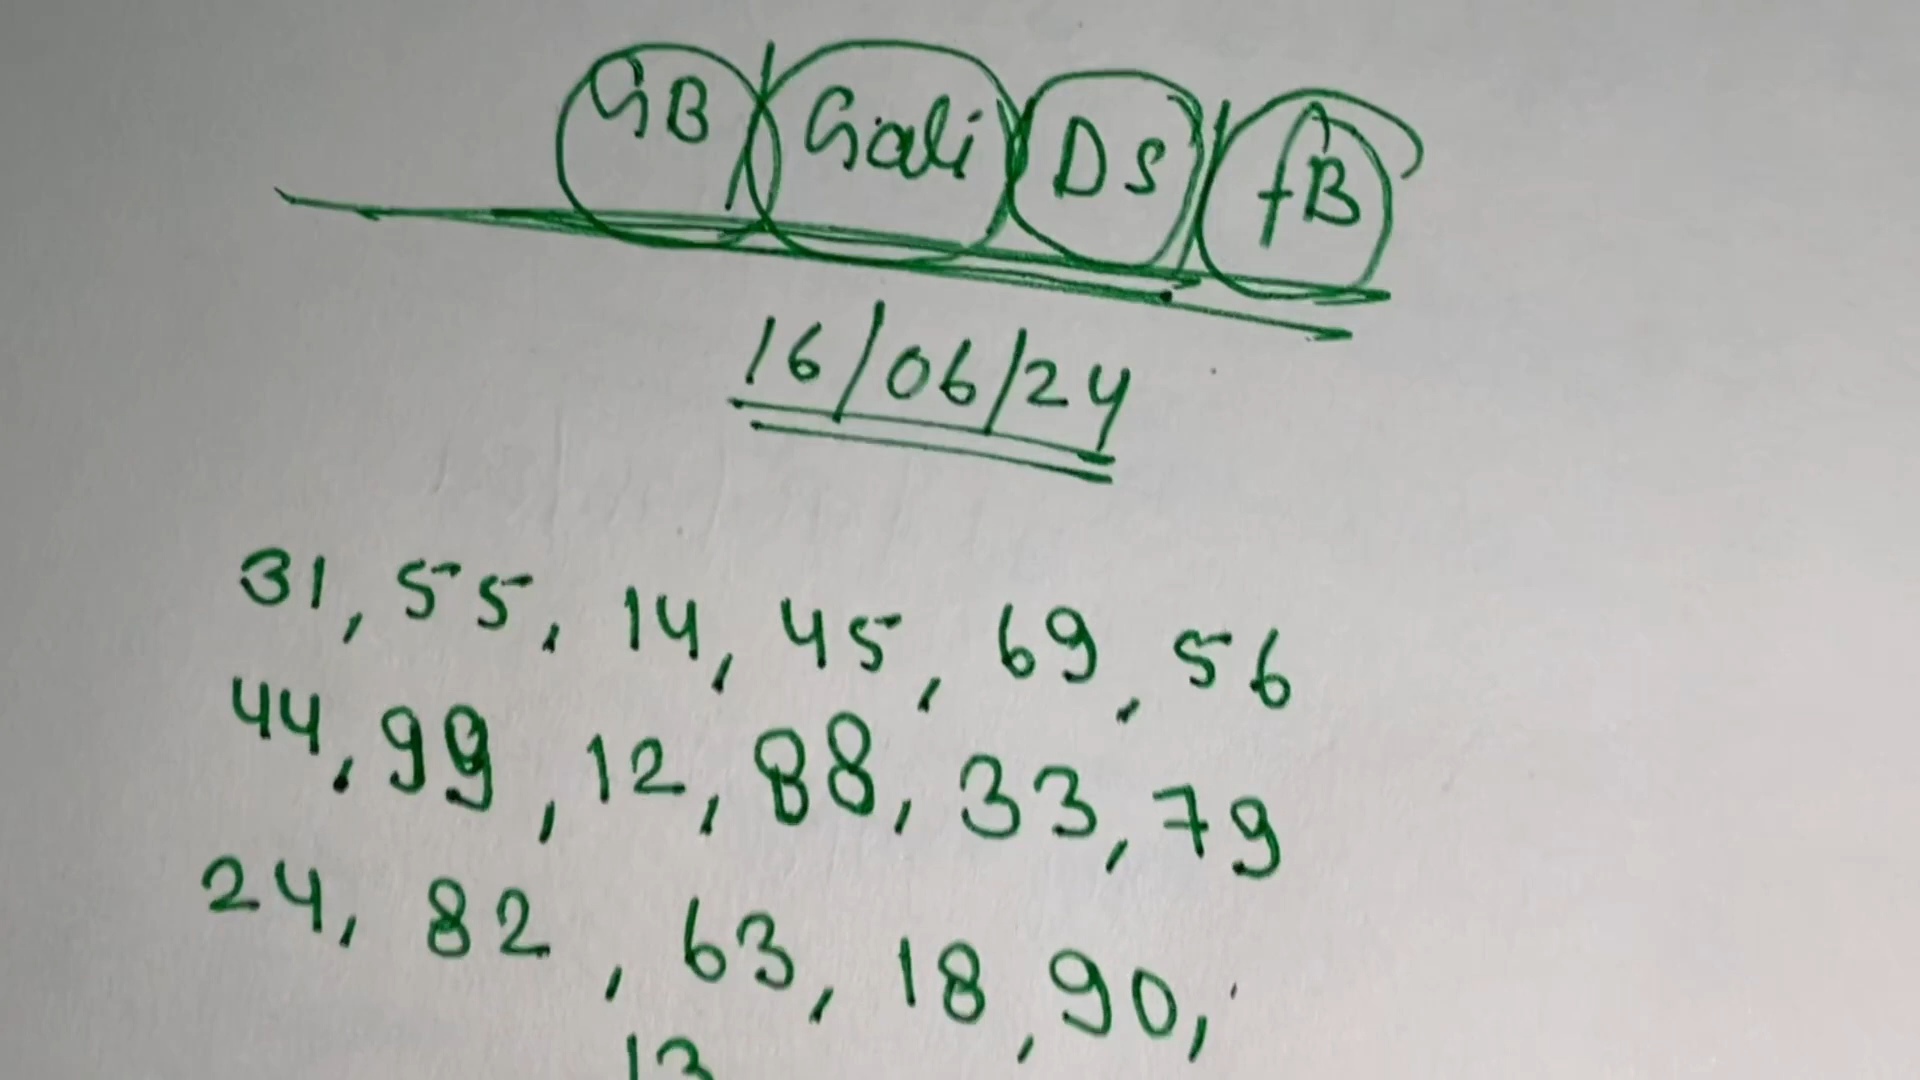 GB Gali DS fB
16/06/24
31, 55, 14, 45, 69, 56
44, 99, 12, 88, 33, 79
24, 82, 63, 18, 90,